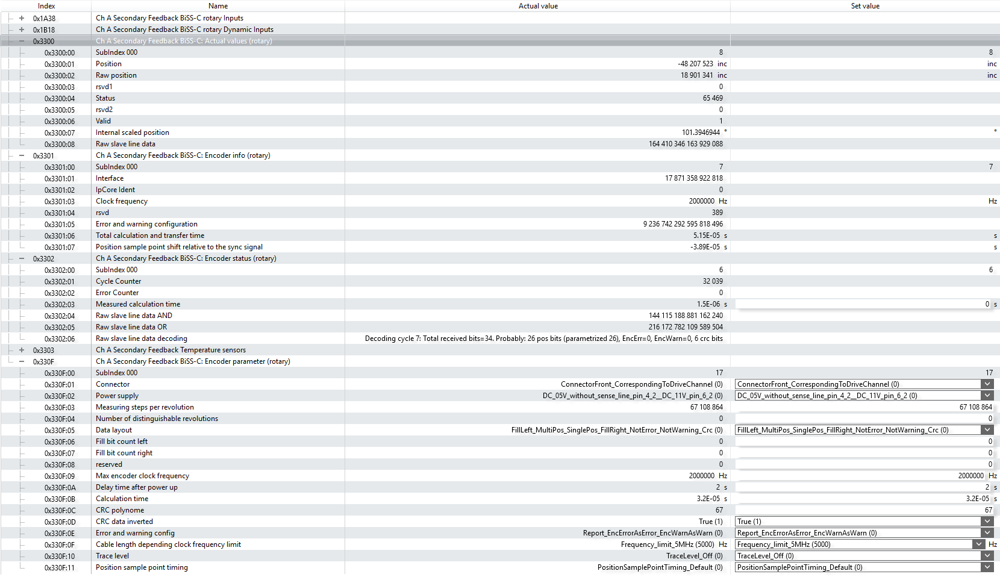 Index Name Actual value Set value
0x1A38 Ch A Secondary Feedback BiSS-C rotary Inputs
0x1B18 Ch A Secondary Feedback BiSS-C rotary Dynamic Inputs
0x3300 Ch A Secondary Feedback BiSS-C: Actual values (rotary)
0x3300:00 SubIndex 000 8 8
0x3300:01 Position -48 207 523 inc inc
0x3300:02 Raw position 18 901 341 inc inc
0x3300:03 rsvd1 0
0x3300:04 Status 65 469
0x3300:05 rsvd2 0
0x3300:06 Valid 1
0x3300:07 Internal scaled position 101.3946944 ° °
0x3300:08 Raw slave line data 164 410 346 163 929 088
0x3301 Ch A Secondary Feedback BiSS-C: Encoder info (rotary)
0x3301:00 SubIndex 000 7 7
0x3301:01 Interface 17 871 358 922 818
0x3301:02 IpCore Ident 0
0x3301:03 Clock frequency 2000000 Hz Hz
0x3301:04 rsvd 389
0x3301:05 Error and warning configuration 9 236 742 292 595 818 496
0x3301:06 Total calculation and transfer time 5.15E-05 s s
0x3301:07 Position sample point shift relative to the sync signal -3.89E-05 s s
0x3302 Ch A Secondary Feedback BiSS-C: Encoder status (rotary)
0x3302:00 SubIndex 000 6 6
0x3302:01 Cycle Counter 32 039
0x3302:02 Error Counter 0
0x3302:03 Measured calculation time 1.5E-06 s 0 s
0x3302:04 Raw slave line data AND 144 115 188 881 162 240
0x3302:05 Raw slave line data OR 216 172 782 109 589 504
0x3302:06 Raw slave line data decoding Decoding cycle 7: Total received bits=34. Probably: 26 pos bits (parametrized 26), EncErr=0, EncWarn=0, 6 crc bits
0x3303 Ch A Secondary Feedback Temperature sensors
0x330F Ch A Secondary Feedback BiSS-C: Encoder parameter (rotary)
0x330F:00 SubIndex 000 17 17
0x330F:01 Connector ConnectorFront_CorrespondingToDriveChannel (0) ConnectorFront_CorrespondingToDriveChannel (0)
0x330F:02 Power supply DC_05V_without_sense_line_pin_4_2__DC_11V_pin_6_2 (0) DC_05V_without_sense_line_pin_4_2__DC_11V_pin_6_2 (0)
0x330F:03 Measuring steps per revolution 67 108 864 67 108 864
0x330F:04 Number of distinguishable revolutions 0 0
0x330F:05 Data layout FillLeft_MultiPos_SinglePos_FillRight_NotError_NotWarning_Crc (0) FillLeft_MultiPos_SinglePos_FillRight_NotError_NotWarning_Crc (0)
0x330F:06 Fill bit count left 0 0
0x330F:07 Fill bit count right 0 0
0x330F:08 reserved 0 0
0x330F:09 Max encoder clock frequency 2000000 Hz 2000000 Hz
0x330F:0A Delay time after power up 2 s 2 s
0x330F:0B Calculation time 3.2E-05 s 3.2E-05 s
0x330F:0C CRC polynome 67 67
0x330F:0D CRC data inverted True (1) True (1)
0x330F:0E Error and warning config Report_EncErrorAsError_EncWarnAsWarn (0) Report_EncErrorAsError_EncWarnAsWarn (0)
0x330F:0F Cable length depending clock frequency limit Frequency_limit_5MHz (5000) Hz Frequency_limit_5MHz (5000) Hz
0x330F:10 Trace level TraceLevel_Off (0) TraceLevel_Off (0)
0x330F:11 Position sample point timing PositionSamplePointTiming_Default (0) PositionSamplePointTiming_Default (0)